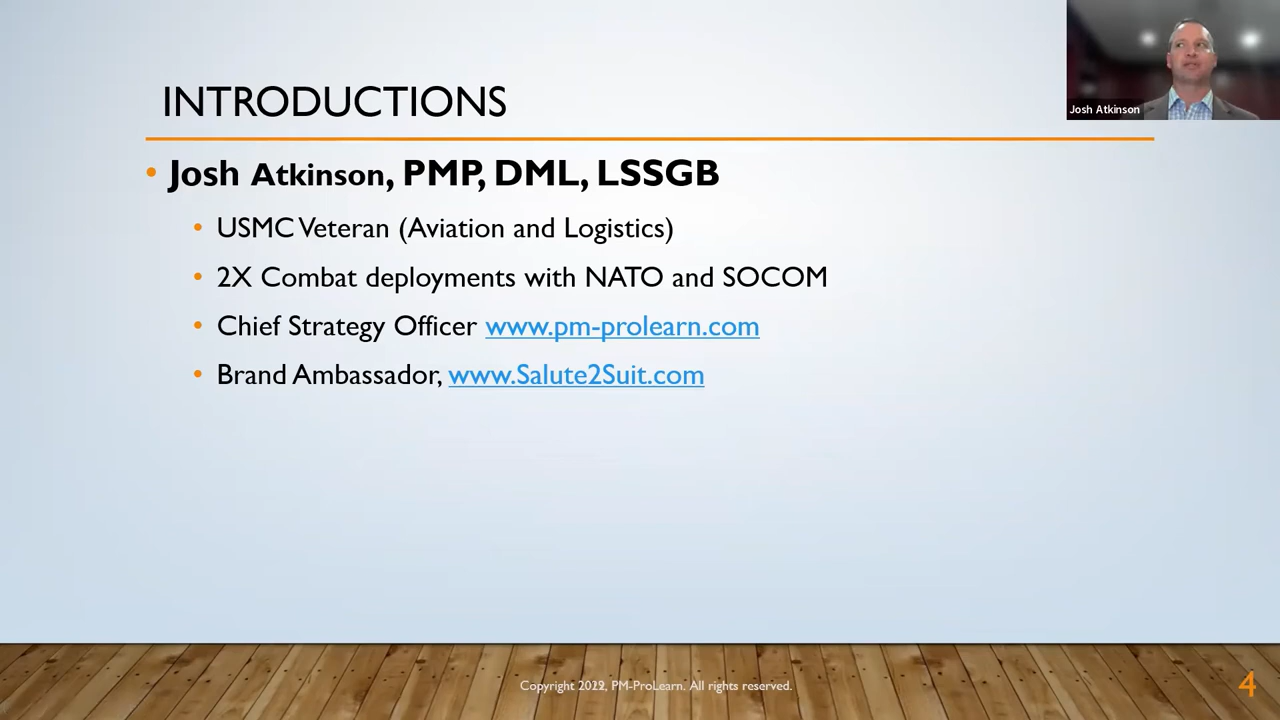 Josh Atkinson
INTRODUCTIONS
• Josh Atkinson, PMP, DML, LSSGB
• USMC Veteran (Aviation and Logistics)
• 2X Combat deployments with NATO and SOCOM
• Chief Strategy Officer www.pm-prolearn.com
• Brand Ambassador, www.Salute2Suit.com
Copyright PM-ProLearn. All rights reserved.
4